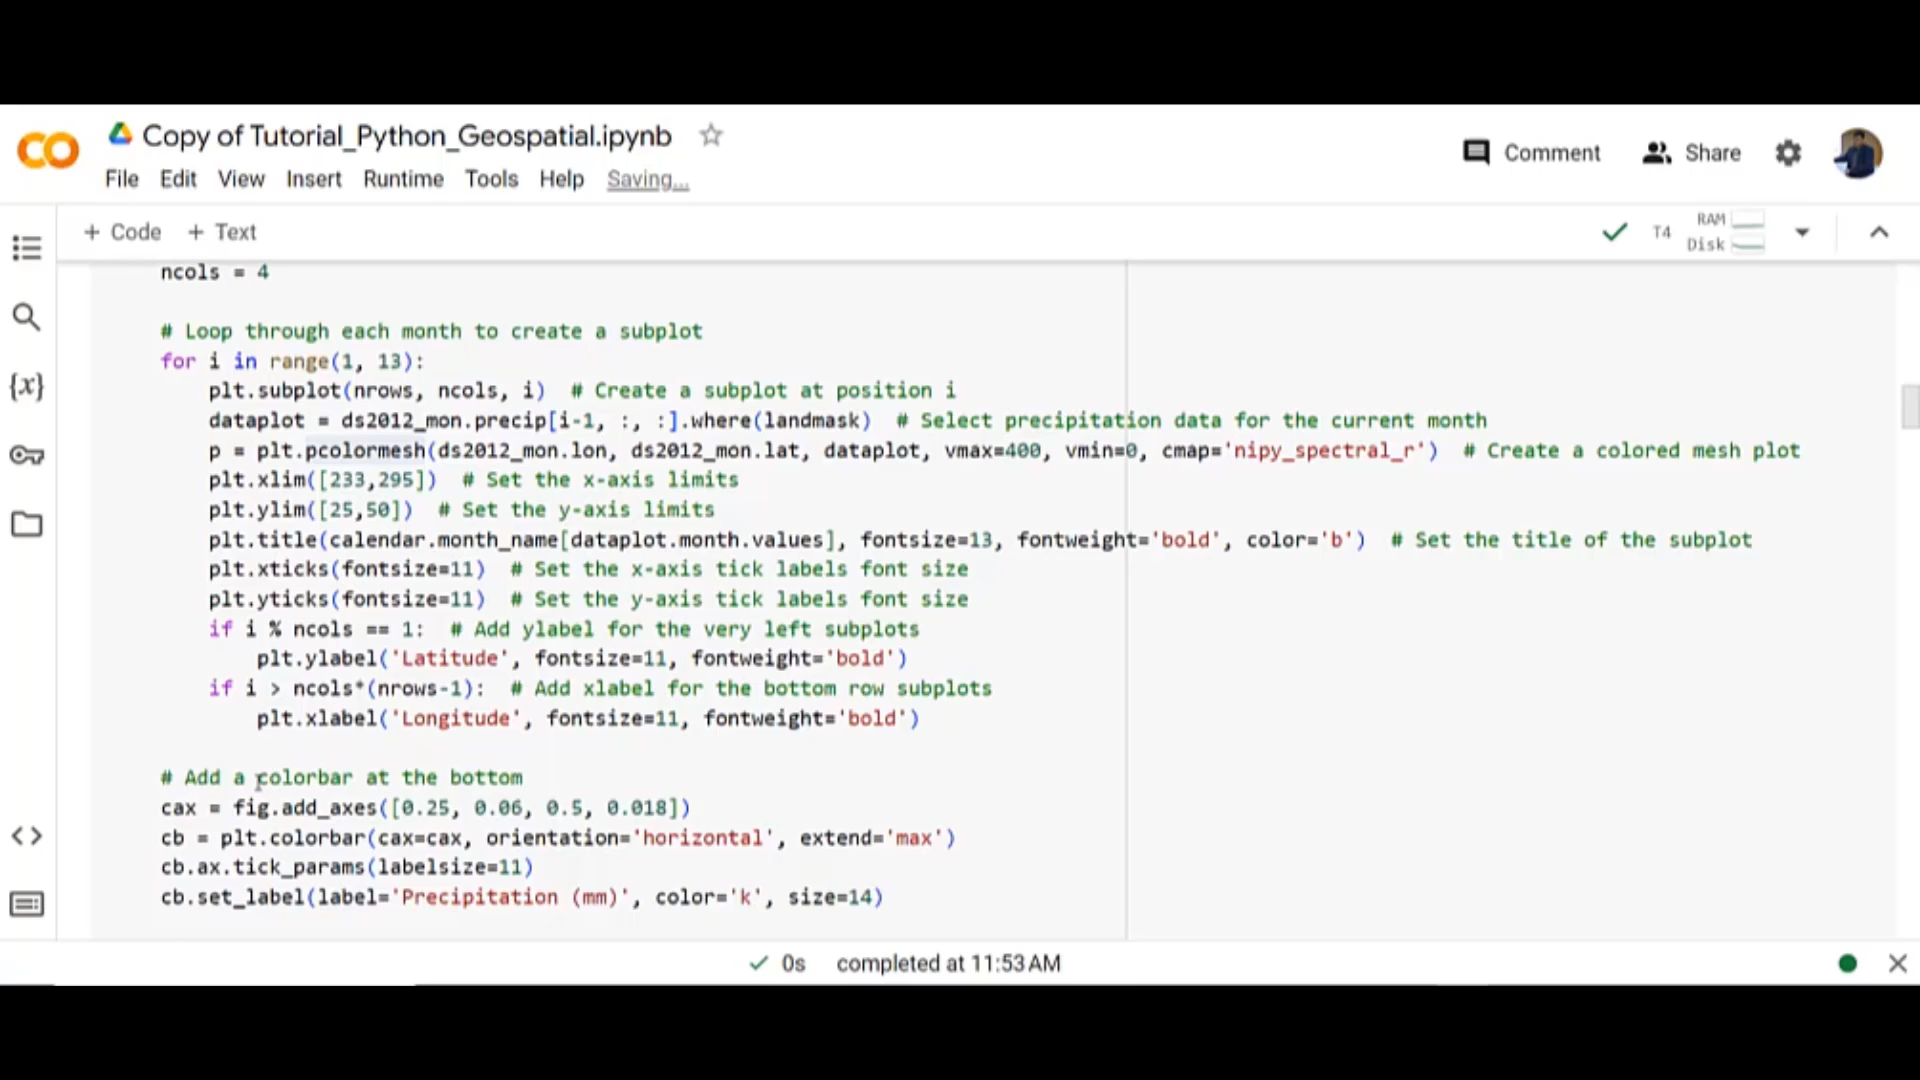 Copy of Tutorial_Python_Geospatial.ipynb
Comment Share
File Edit View Insert Runtime Tools Help Saving...
+ Code + Text
T4 RAM Disk
ncols = 4
# Loop through each month to create a subplot
for i in range(1, 13):
    plt.subplot(nrows, ncols, i)  # Create a subplot at position i
    dataplot = ds2012_mon.precip[i-1, :, :].where(landmask)  # Select precipitation data for the current month
    p = plt.pcolormesh(ds2012_mon.lon, ds2012_mon.lat, dataplot, vmax=400, vmin=0, cmap='nipy_spectral_r')  # Create a colored mesh plot
    plt.xlim([233,295])  # Set the x-axis limits
    plt.ylim([25,50])  # Set the y-axis limits
    plt.title(calendar.month_name[dataplot.month.values], fontsize=13, fontweight='bold', color='b')  # Set the title of the subplot
    plt.xticks(fontsize=11)  # Set the x-axis tick labels font size
    plt.yticks(fontsize=11)  # Set the y-axis tick labels font size
    if i % ncols == 1:  # Add ylabel for the very left subplots
        plt.ylabel('Latitude', fontsize=11, fontweight='bold')
    if i > ncols*(nrows-1):  # Add xlabel for the bottom row subplots
        plt.xlabel('Longitude', fontsize=11, fontweight='bold')
# Add a colorbar at the bottom
cax = fig.add_axes([0.25, 0.06, 0.5, 0.018])
cb = plt.colorbar(cax=cax, orientation='horizontal', extend='max')
cb.ax.tick_params(labelsize=11)
cb.set_label(label='Precipitation (mm)', color='k', size=14)
0s completed at 11:53 AM